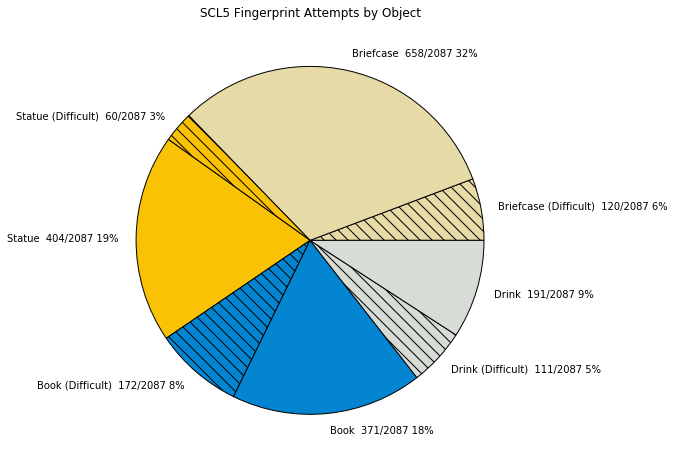 SCL5 Fingerprint Attempts by Object
Briefcase 658/2087 32%
Statue (Difficult) 60/2087 3%
Briefcase (Difficult) 120/2087 6%
Statue 404/2087 19%
Drink 191/2087 9%
Drink (Difficult) 111/2087 5%
Book (Difficult) 172/2087 8%
Book 371/2087 18%